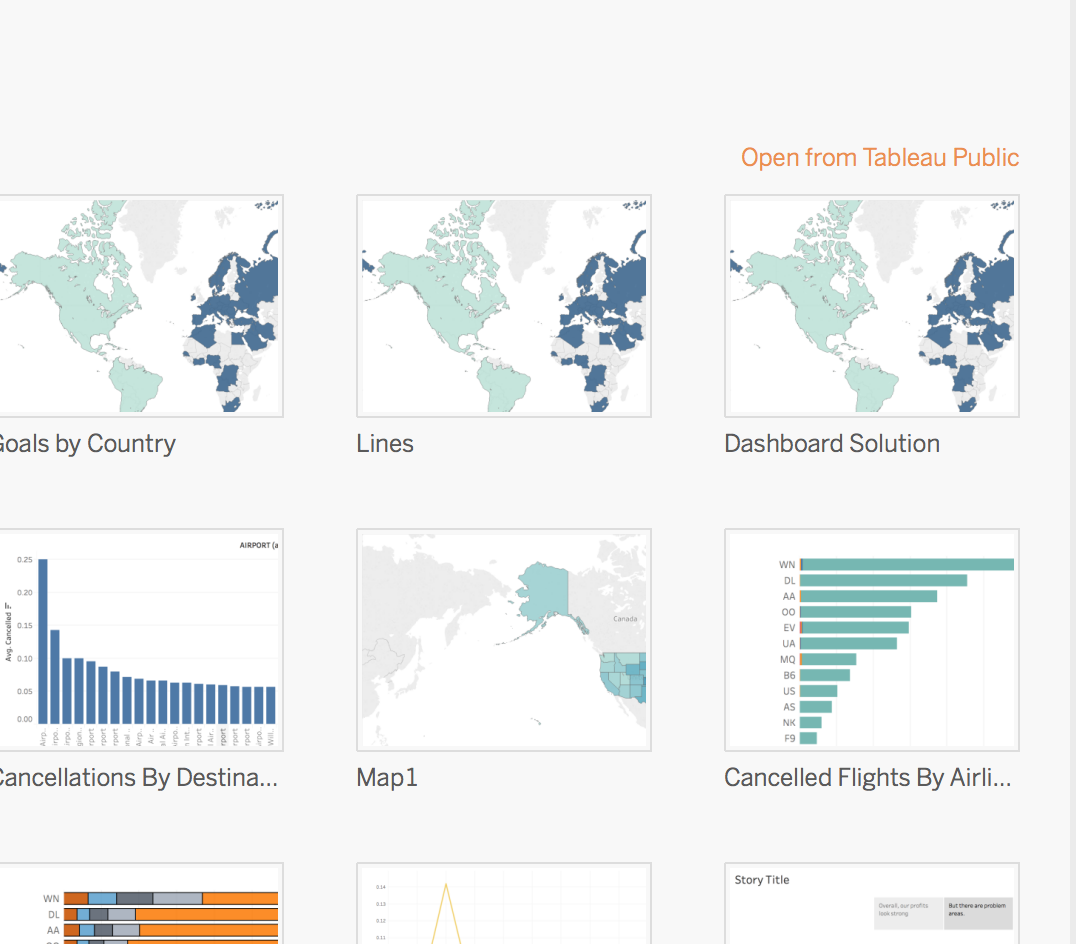 Open from Tableau Public
Goals by Country
Lines
Dashboard Solution
AIRPORT (a
0.25
0.20
0.15
0.10
0.05
0.00
Avg. Cancelled
Canada
WN
DL
AA
OO
EV
UA
MQ
B6
US
AS
NK
F9
Cancellations By Destina...
Map1
Cancelled Flights By Airli...
WN
DL
AA
0.14
0.13
0.12
0.11
Story Title
Overall, our profits
look strong
But there are problem
areas.